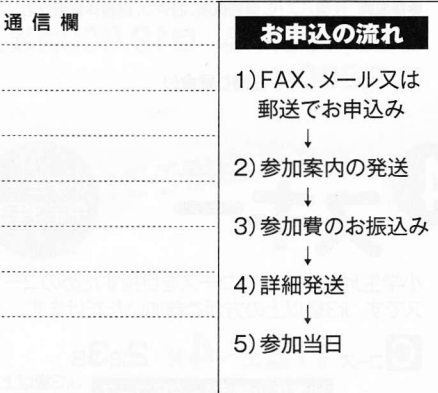 通信欄
お申込の流れ
1)FAX、メール又は
郵送でお申込み
↓
2)参加案内の発送
↓
3)参加費のお振込み
↓
4)詳細発送
↓
5)参加当日